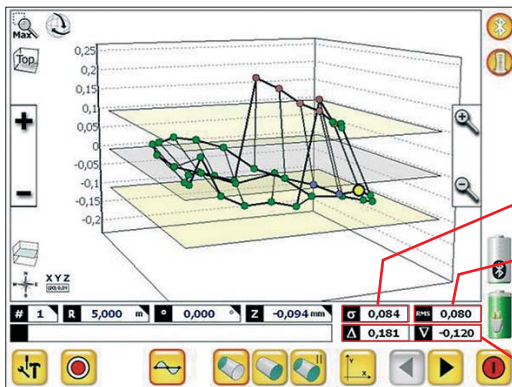 Max
Top
0,25
0,2
0,15
0,1
0,05
0
-0,05
-0,1
-0,15
-0,2
+
-
X Y Z
# 1 R 5,000 m ° 0,000 ° Z -0,094 mm σ 0,084 RMS 0,080
Δ 0,181 ∇ -0,120
Y
X